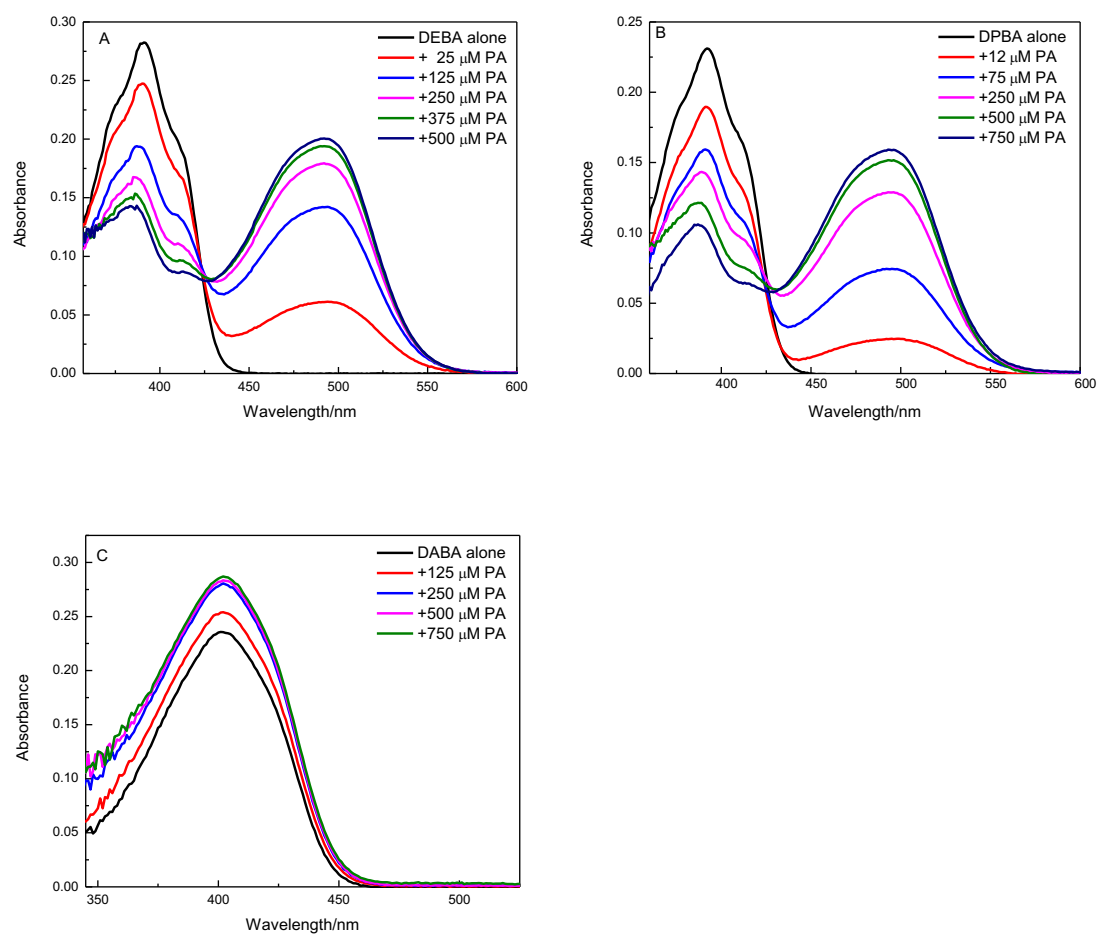 A
DEBA alone
+ 25 μM PA
+125 μM PA
+250 μM PA
+375 μM PA
+500 μM PA
0.30
0.25
0.20
0.15
0.10
0.05
0.00
400
450
500
550
600
Absorbance
Wavelength/nm
B
DPBA alone
+12 μM PA
+75 μM PA
+250 μM PA
+500 μM PA
+750 μM PA
0.25
0.20
0.15
0.10
0.05
0.00
400
450
500
550
600
Absorbance
Wavelength/nm
C
DABA alone
+125 μM PA
+250 μM PA
+500 μM PA
+750 μM PA
0.30
0.25
0.20
0.15
0.10
0.05
0.00
350
400
450
500
Absorbance
Wavelength/nm